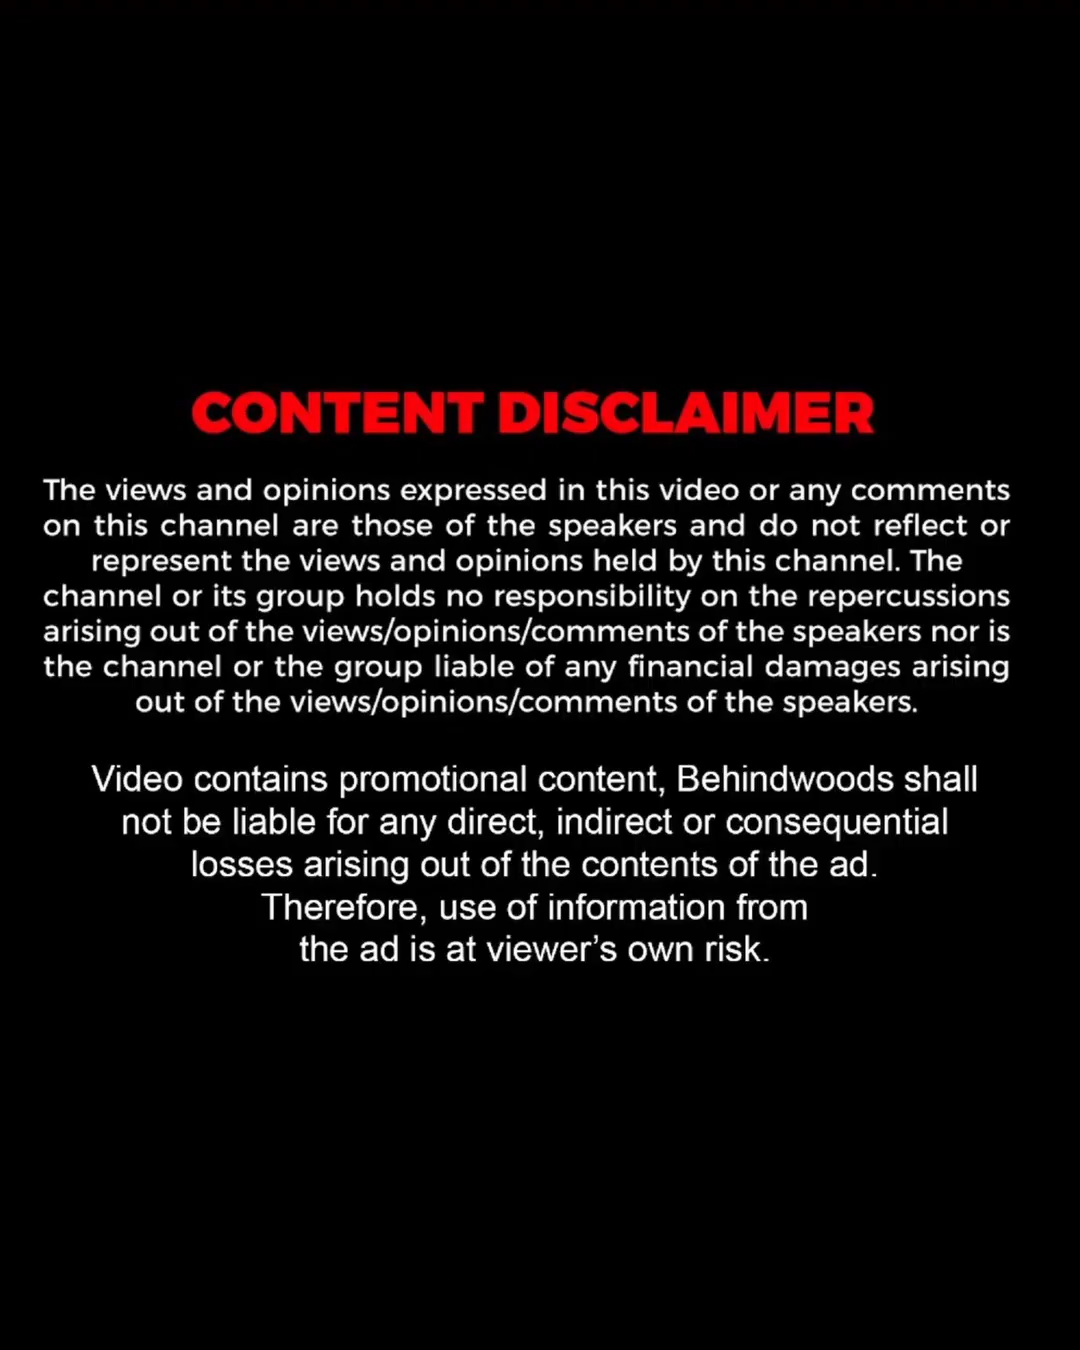 CONTENT DISCLAIMER
The views and opinions expressed in this video or any comments
on this channel are those of the speakers and do not reflect or
represent the views and opinions held by this channel. The
channel or its group holds no responsibility on the repercussions
arising out of the views/opinions/comments of the speakers nor is
the channel or the group liable of any financial damages arising
out of the views/opinions/comments of the speakers.
Video contains promotional content, Behindwoods shall
not be liable for any direct, indirect or consequential
losses arising out of the contents of the ad.
Therefore, use of information from
the ad is at viewer’s own risk.